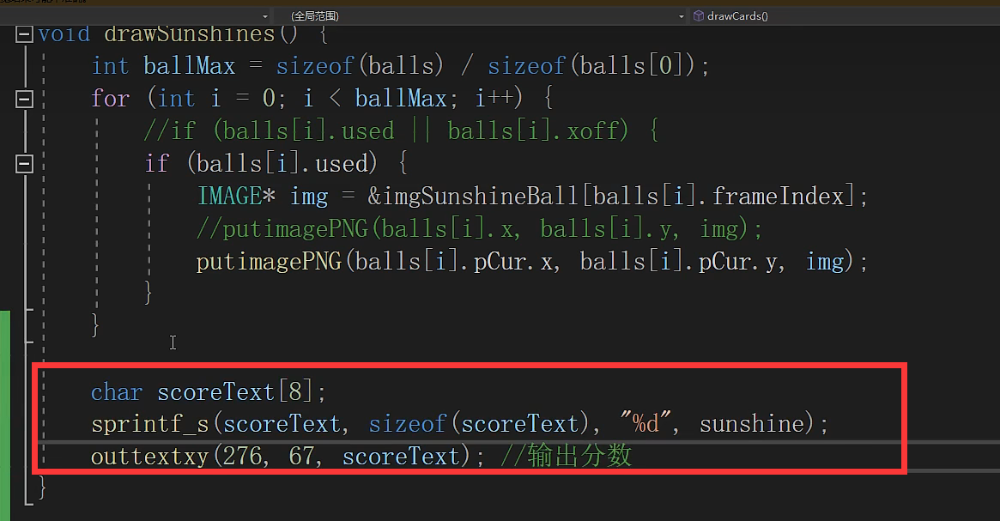 (全局范围) drawCards()
void drawSunshines() {
int ballMax = sizeof(balls) / sizeof(balls[0]);
for (int i = 0; i < ballMax; i++) {
//if (balls[i].used || balls[i].xoff) {
if (balls[i].used) {
IMAGE* img = &imgSunshineBall[balls[i].frameIndex];
//putimagePNG(balls[i].x, balls[i].y, img);
putimagePNG(balls[i].pCur.x, balls[i].pCur.y, img);
}
}
char scoreText[8];
sprintf_s(scoreText, sizeof(scoreText), "%d", sunshine);
outtextxy(276, 67, scoreText); //输出分数
}